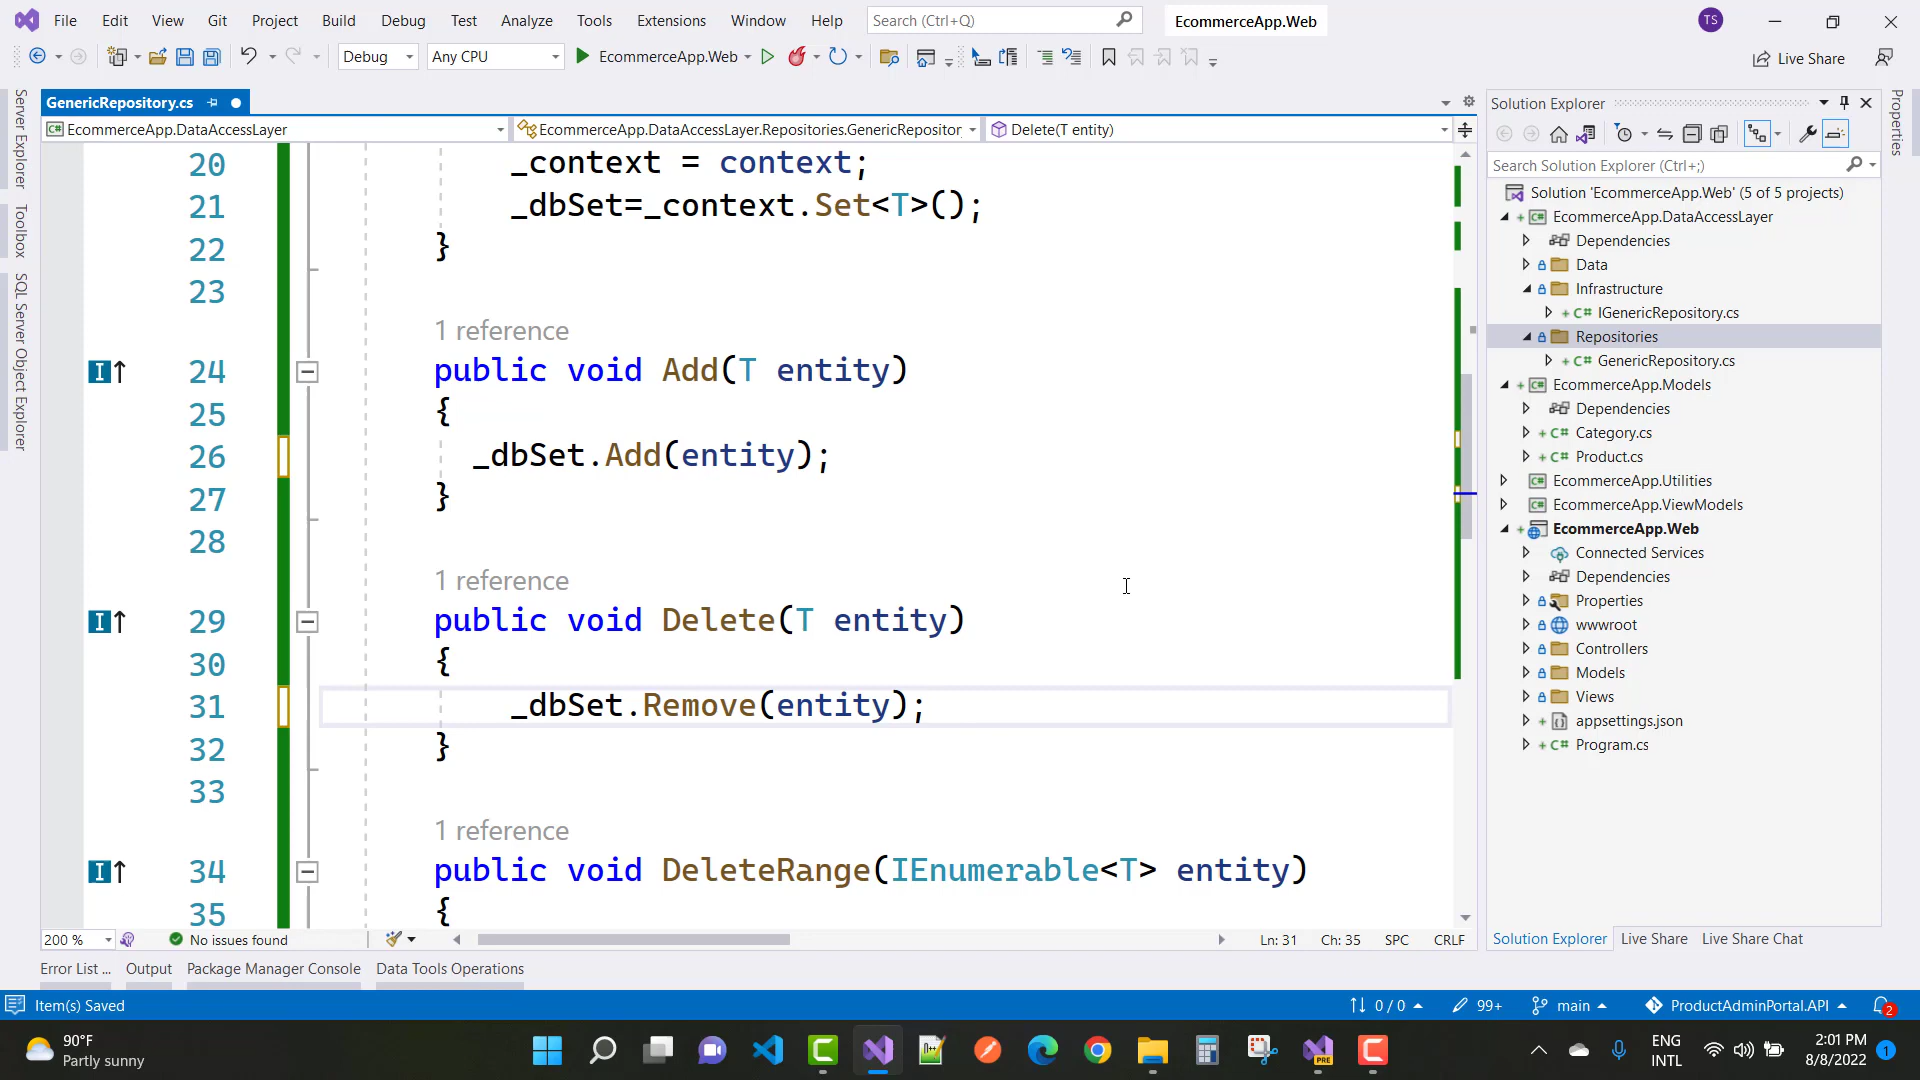 File Edit View Git Project Build Debug Test Analyze Tools Extensions Window Help Search (Ctrl+Q) EcommerceApp.Web TS
Debug Any CPU EcommerceApp.Web Live Share
GenericRepository.cs
EcommerceApp.DataAccessLayer EcommerceApp.DataAccessLayer.Repositories.GenericRepositor Delete(T entity)
Server Explorer
Toolbox
SQL Server Object Explorer
20 _context = context;
21 _dbSet=_context.Set<T>();
22 }
23
1 reference
24 public void Add(T entity)
25 {
26 _dbSet.Add(entity);
27 }
28
1 reference
29 public void Delete(T entity)
30 {
31 _dbSet.Remove(entity);
32 }
33
1 reference
34 public void DeleteRange(IEnumerable<T> entity)
35 {
200 % No issues found Ln: 31 Ch: 35 SPC CRLF
Solution Explorer
Search Solution Explorer (Ctrl+;)
Solution 'EcommerceApp.Web' (5 of 5 projects)
EcommerceApp.DataAccessLayer
Dependencies
Data
Infrastructure
IGenericRepository.cs
Repositories
GenericRepository.cs
EcommerceApp.Models
Dependencies
Category.cs
Product.cs
EcommerceApp.Utilities
EcommerceApp.ViewModels
EcommerceApp.Web
Connected Services
Dependencies
Properties
wwwroot
Controllers
Models
Views
appsettings.json
Program.cs
Solution Explorer Live Share Live Share Chat
Properties
Error List ... Output Package Manager Console Data Tools Operations
Item(s) Saved 0 / 0 99+ main ProductAdminPortal.API 2
90°F
Partly sunny
PRE
ENG
INTL
2:01 PM
8/8/2022
1